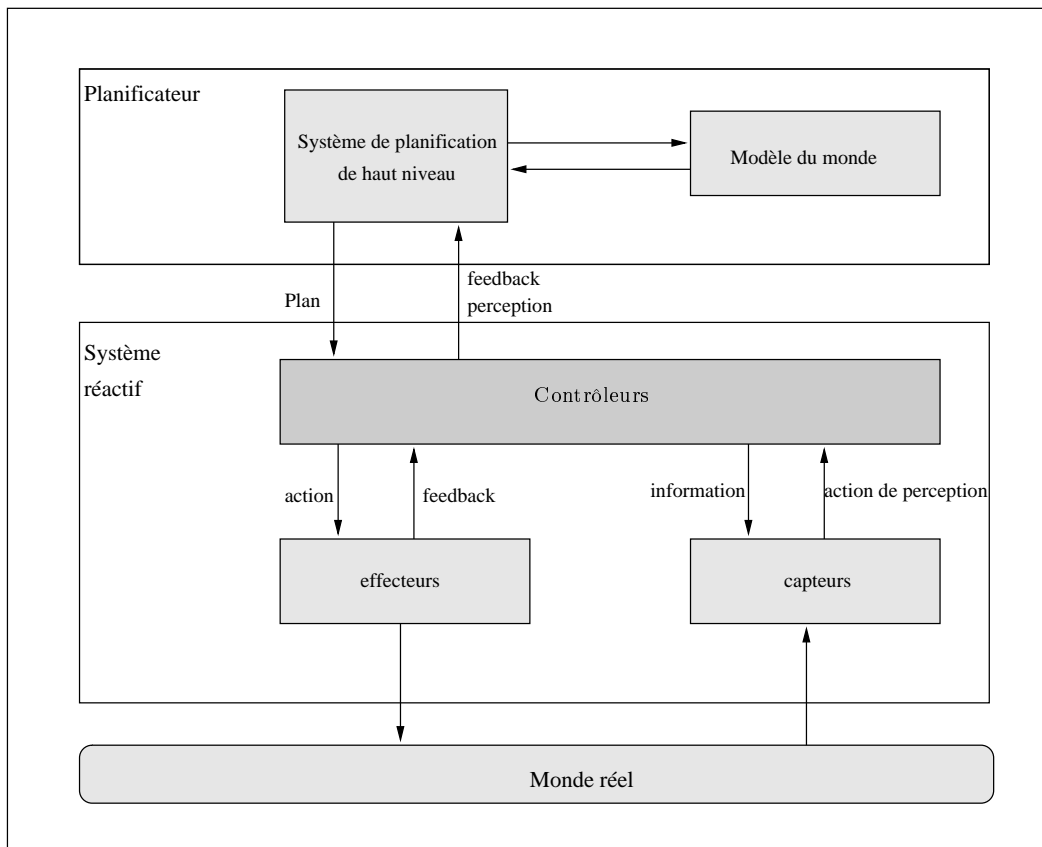 Planificateur
Système de planification
de haut niveau
Modèle du monde
Plan
feedback
perception
Système
réactif
Contrôleurs
action
feedback
information
action de perception
effecteurs
capteurs
Monde réel